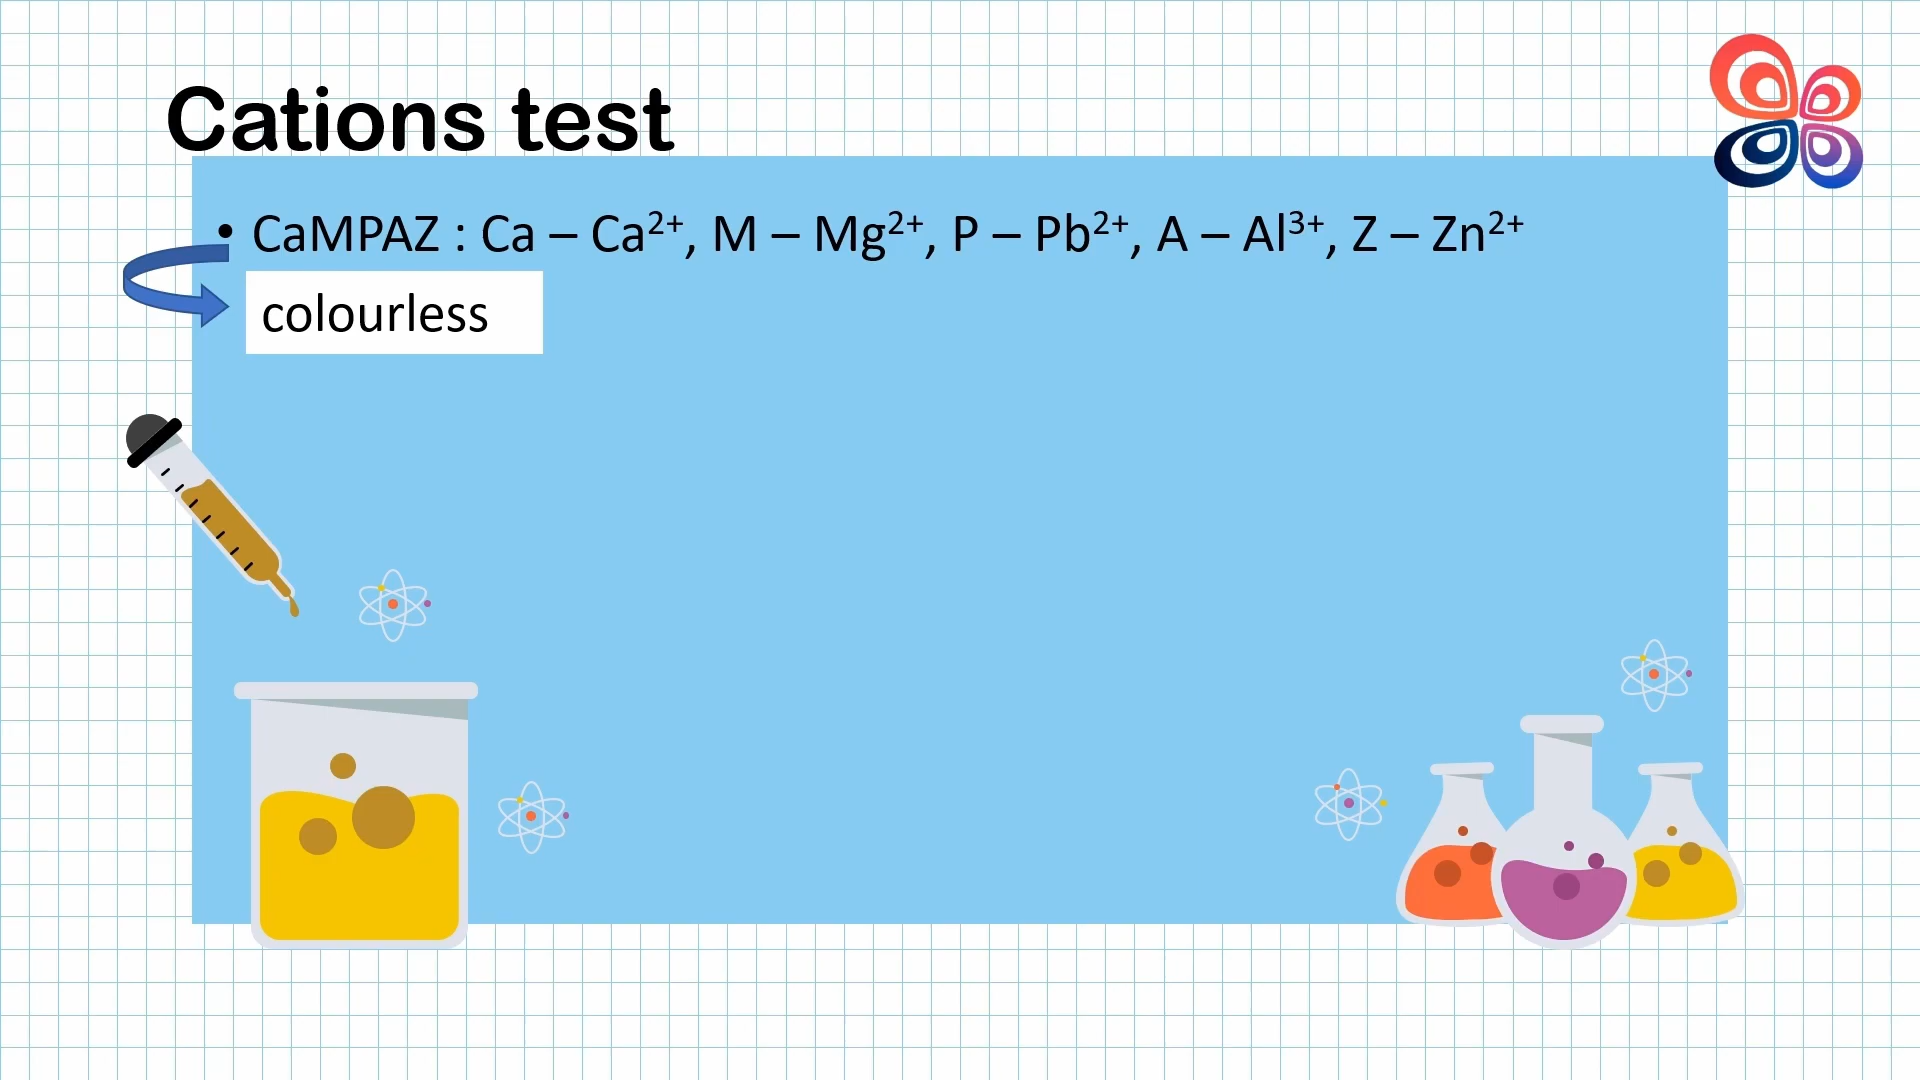 Cations test
• CaMPAZ : Ca – Ca²⁺, M – Mg²⁺, P – Pb²⁺, A – Al³⁺, Z – Zn²⁺
colourless